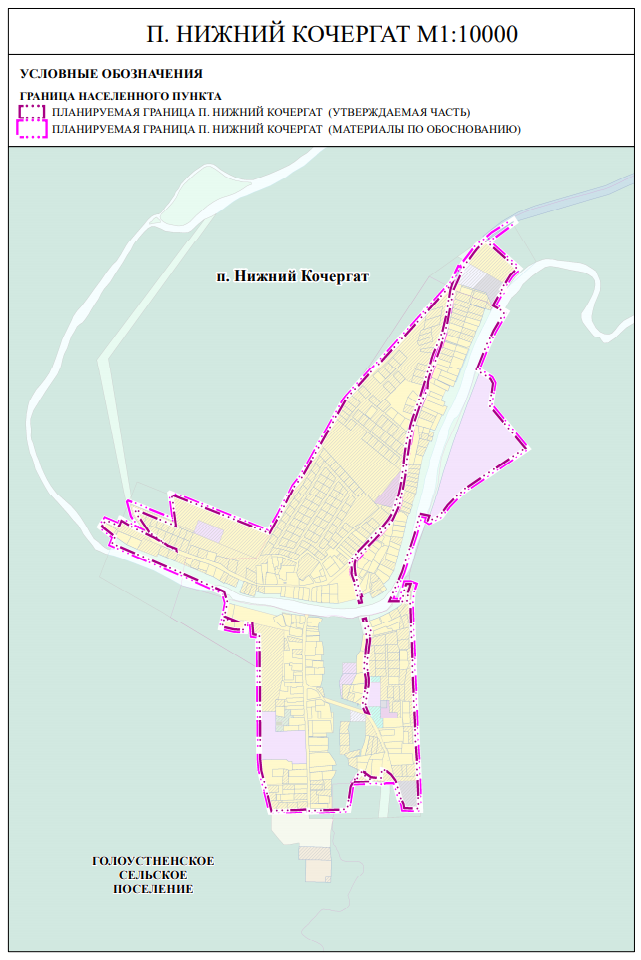 П. НИЖНИЙ КОЧЕРГАТ М1:10000
УСЛОВНЫЕ ОБОЗНАЧЕНИЯ
ГРАНИЦА НАСЕЛЕННОГО ПУНКТА
ПЛАНИРУЕМАЯ ГРАНИЦА П. НИЖНИЙ КОЧЕРГАТ (УТВЕРЖДАЕМАЯ ЧАСТЬ)
ПЛАНИРУЕМАЯ ГРАНИЦА П. НИЖНИЙ КОЧЕРГАТ (МАТЕРИАЛЫ ПО ОБОСНОВАНИЮ)
п. Нижний Кочергат
ГОЛОУСТНЕНСКОЕ
СЕЛЬСКОЕ
ПОСЕЛЕНИЕ